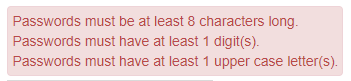 Passwords must be at least 8 characters long.
Passwords must have at least 1 digit(s).
Passwords must have at least 1 upper case letter(s).